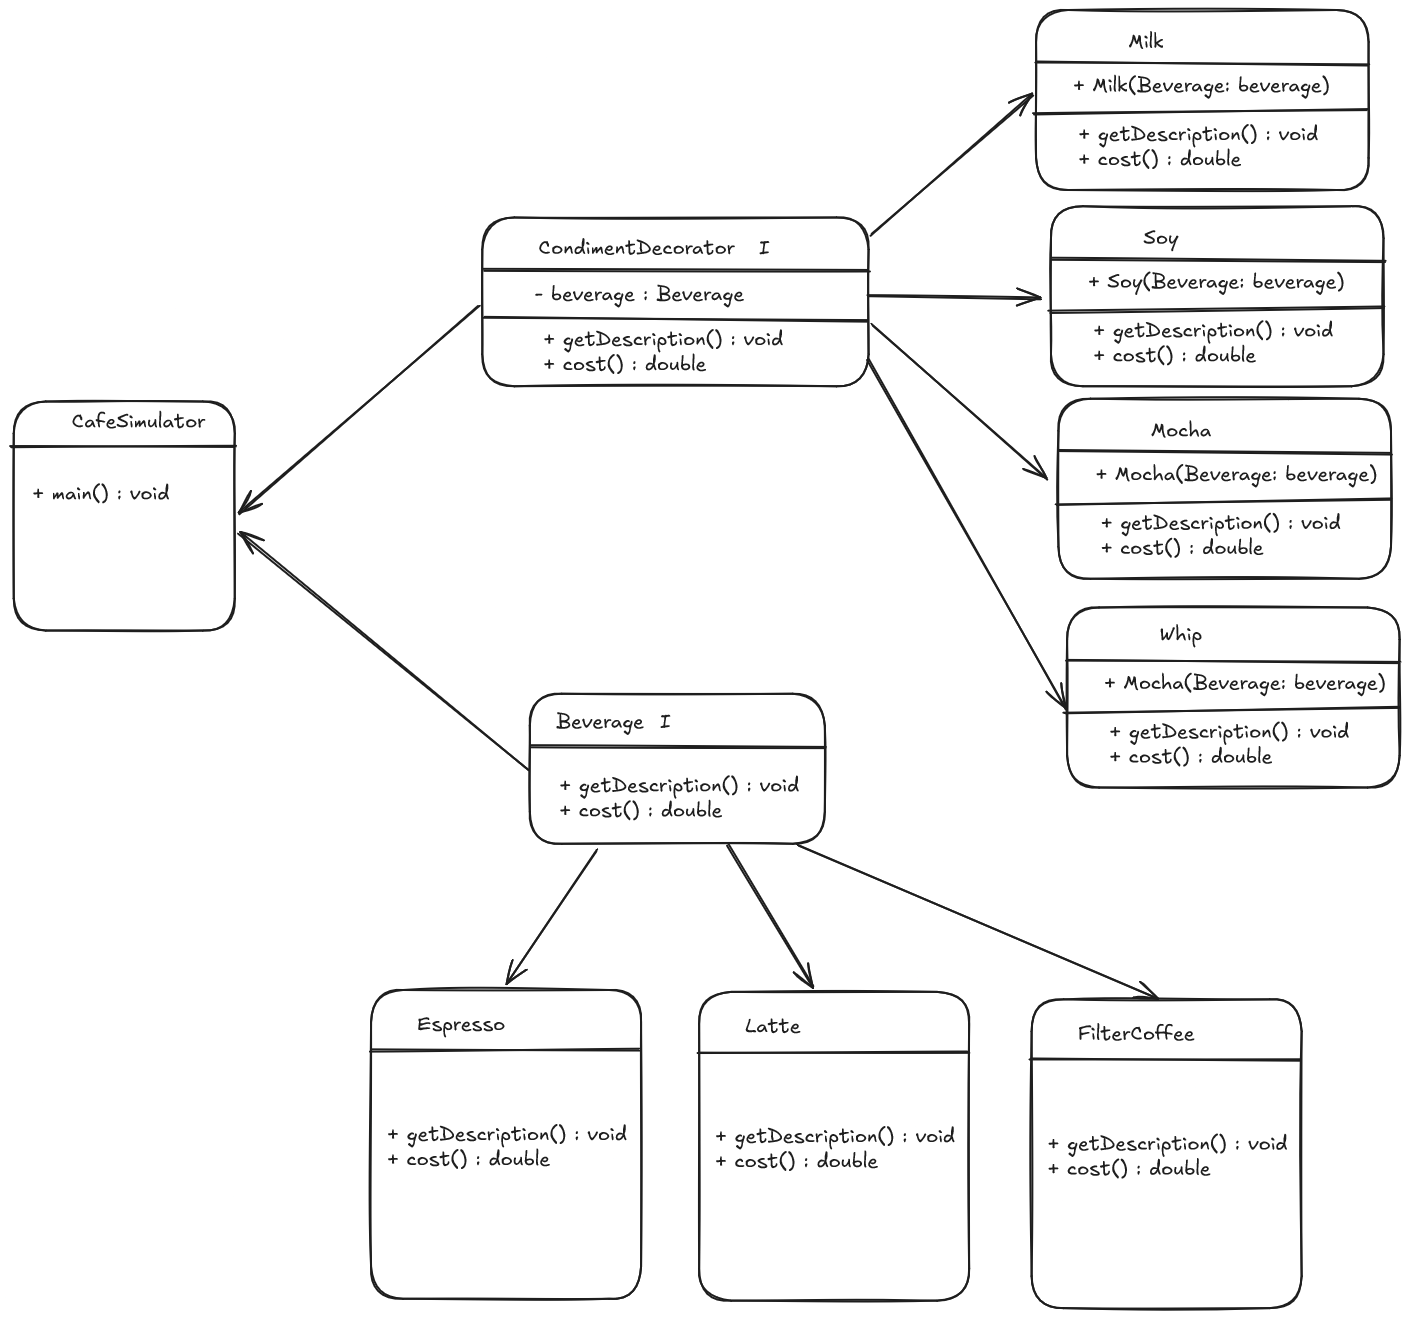 Milk
+ Milk(Beverage: beverage)
+ getDescription() : void
+ cost() : double
Soy
+ Soy(Beverage: beverage)
+ getDescription() : void
+ cost() : double
CondimentDecorator I
- beverage : Beverage
+ getDescription() : void
+ cost() : double
CafeSimulator
+ main() : void
Mocha
+ Mocha(Beverage: beverage)
+ getDescription() : void
+ cost() : double
Whip
+ Mocha(Beverage: beverage)
+ getDescription() : void
+ cost() : double
Beverage I
+ getDescription() : void
+ cost() : double
Espresso
+ getDescription() : void
+ cost() : double
Latte
+ getDescription() : void
+ cost() : double
FilterCoffee
+ getDescription() : void
+ cost() : double